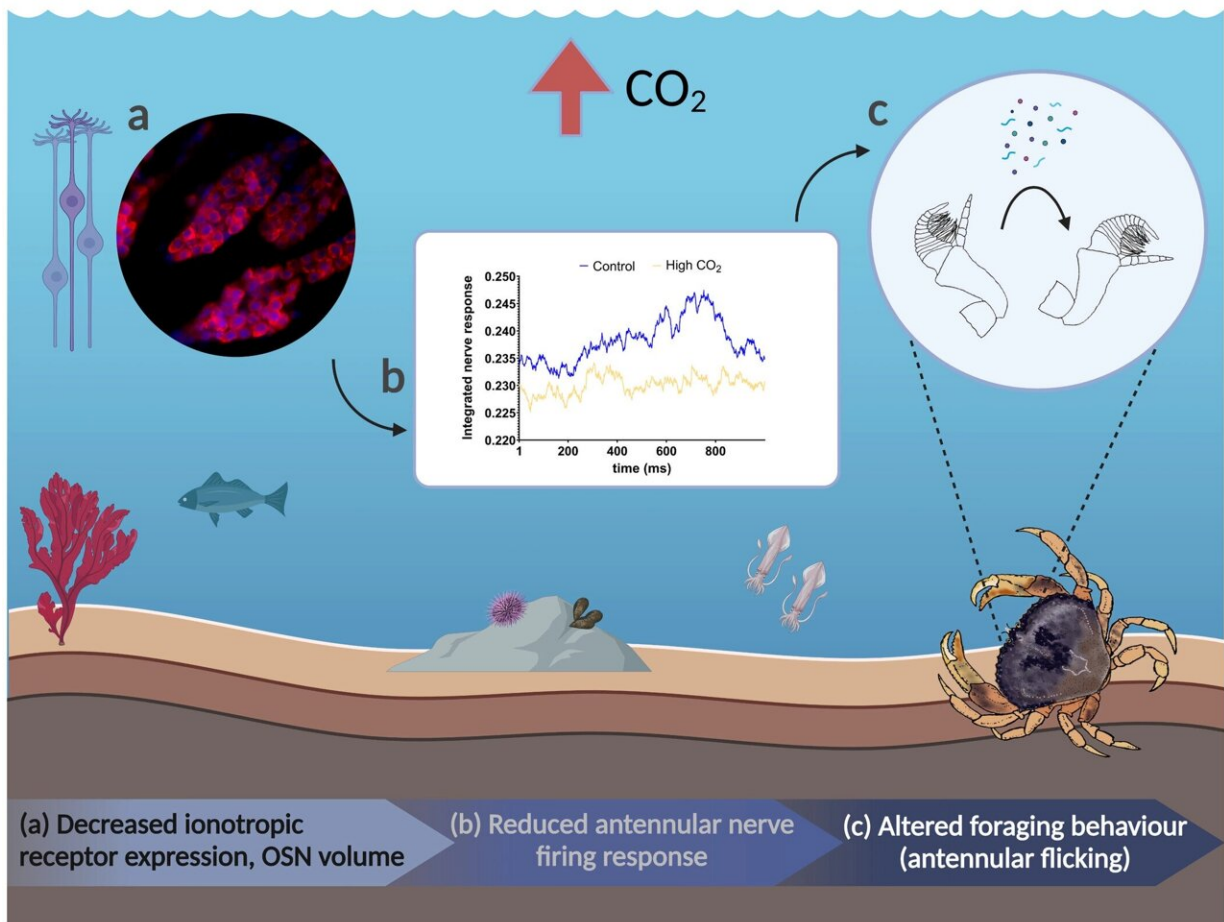 CO₂
a
c
b
Control
High CO₂
Integrated nerve response
0.250
0.245
0.240
0.235
0.230
0.225
0.220
1
200
400
600
800
time (ms)
(a) Decreased ionotropic
receptor expression, OSN volume
(b) Reduced antennular nerve
firing response
(c) Altered foraging behaviour
(antennular flicking)